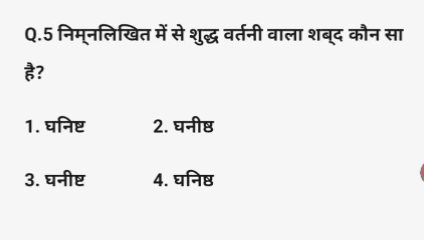 Q.5 निम्नलिखित में से शुद्ध वर्तनी वाला शब्द कौन सा
है?
1. घनिष्ट 2. घनीष्ठ
3. घनीष्ट 4. घनिष्ठ